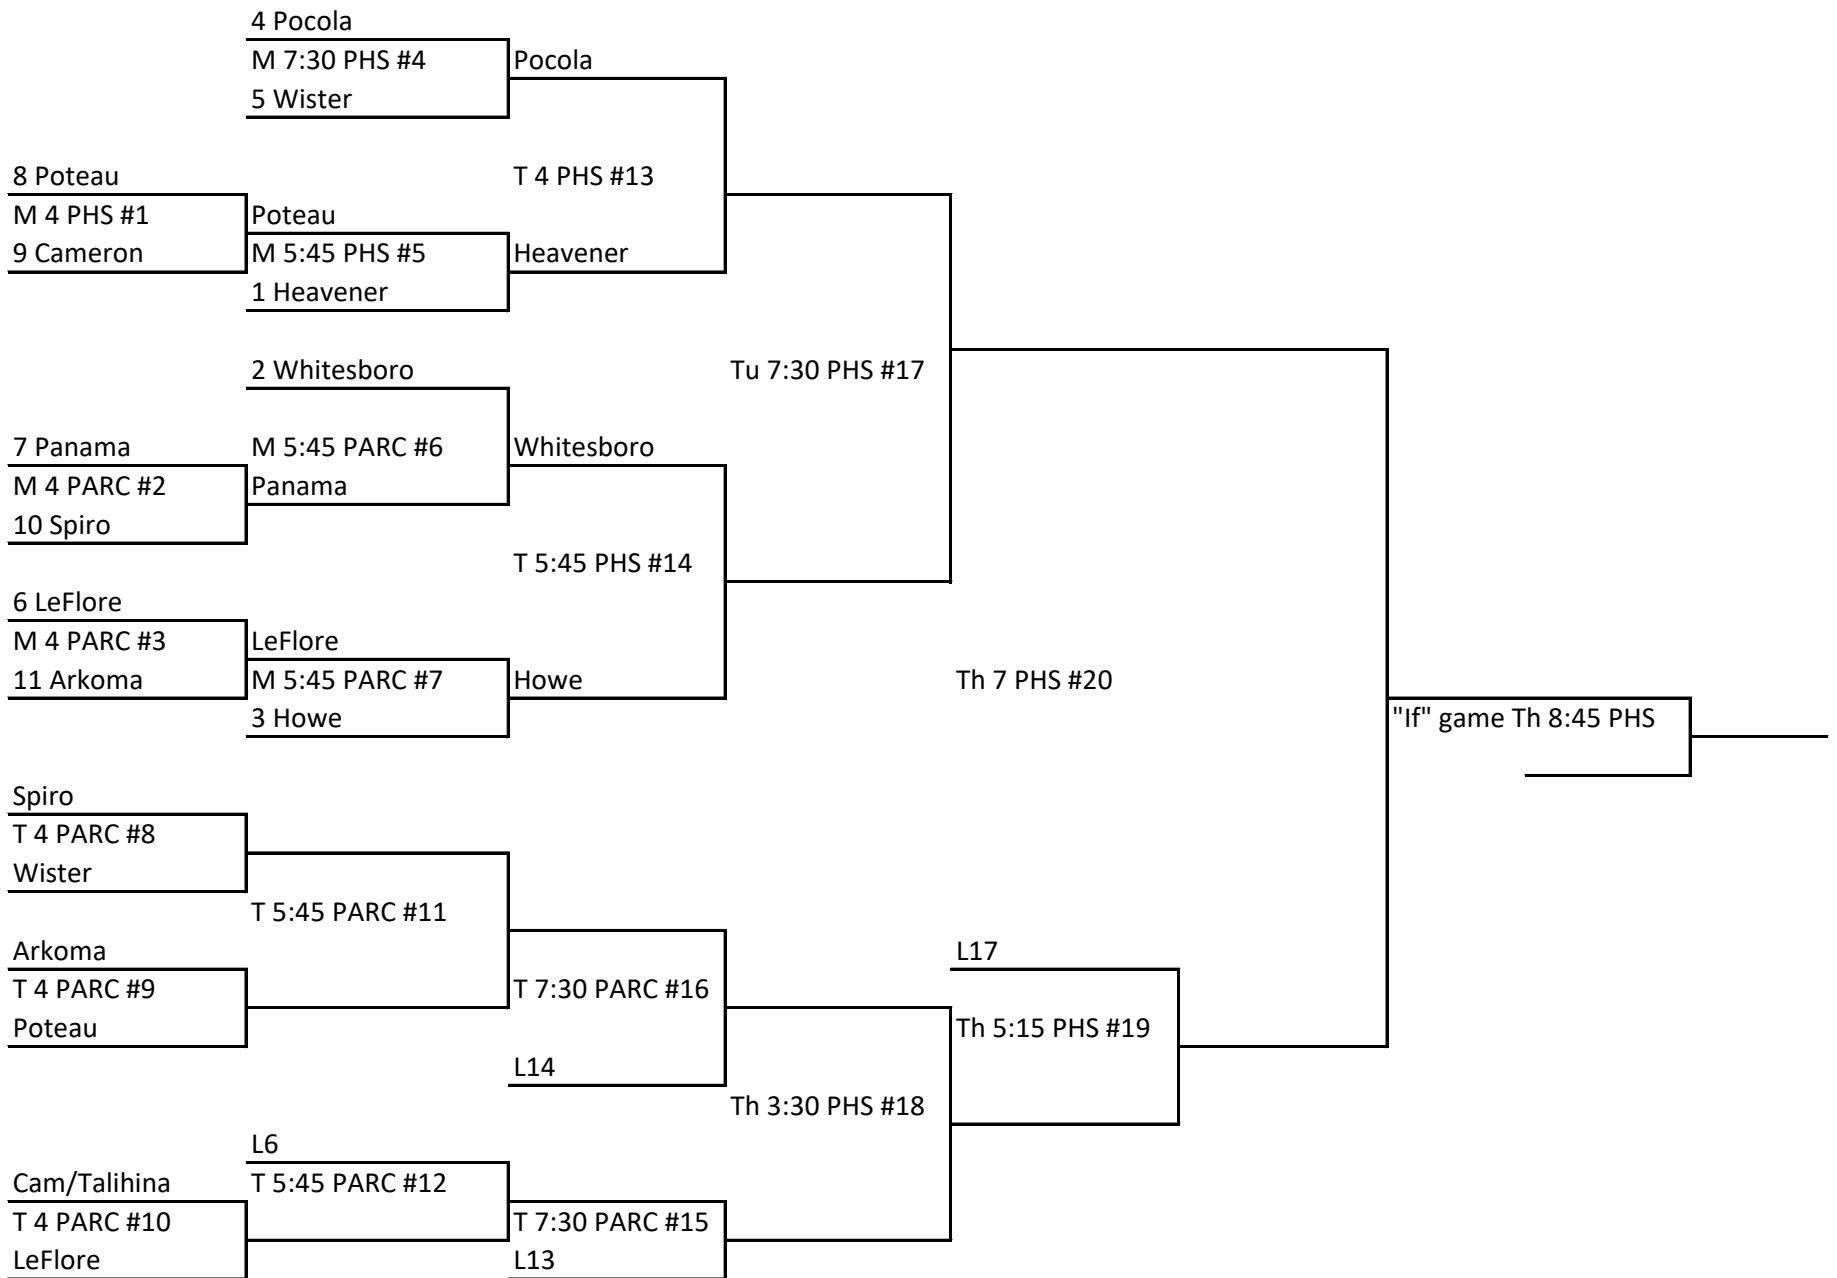 4 Pocola
M 7:30 PHS #4
Pocola
5 Wister
8 Poteau
T 4 PHS #13
M 4 PHS #1
Poteau
9 Cameron
M 5:45 PHS #5
Heavener
1 Heavener
2 Whitesboro
Tu 7:30 PHS #17
7 Panama
M 5:45 PARC #6
Whitesboro
M 4 PARC #2
Panama
10 Spiro
T 5:45 PHS #14
6 LeFlore
M 4 PARC #3
LeFlore
11 Arkoma
M 5:45 PARC #7
Howe
Th 7 PHS #20
3 Howe
"If" game Th 8:45 PHS
Spiro
T 4 PARC #8
Wister
T 5:45 PARC #11
Arkoma
L17
T 4 PARC #9
T 7:30 PARC #16
Poteau
Th 5:15 PHS #19
L14
Th 3:30 PHS #18
L6
Cam/Talihina
T 5:45 PARC #12
T 4 PARC #10
T 7:30 PARC #15
LeFlore
L13